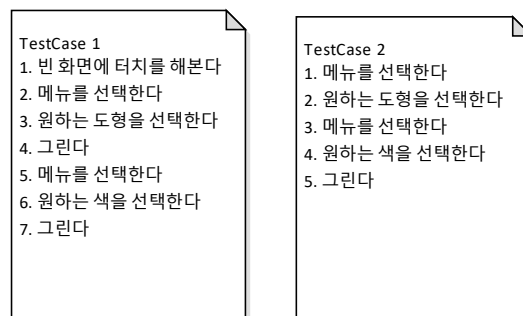 TestCase 1
1. 빈 화면에 터치를 해본다
2. 메뉴를 선택한다
3. 원하는 도형을 선택한다
4. 그린다
5. 메뉴를 선택한다
6. 원하는 색을 선택한다
7. 그린다
TestCase 2
1. 메뉴를 선택한다
2. 원하는 도형을 선택한다
3. 메뉴를 선택한다
4. 원하는 색을 선택한다
5. 그린다